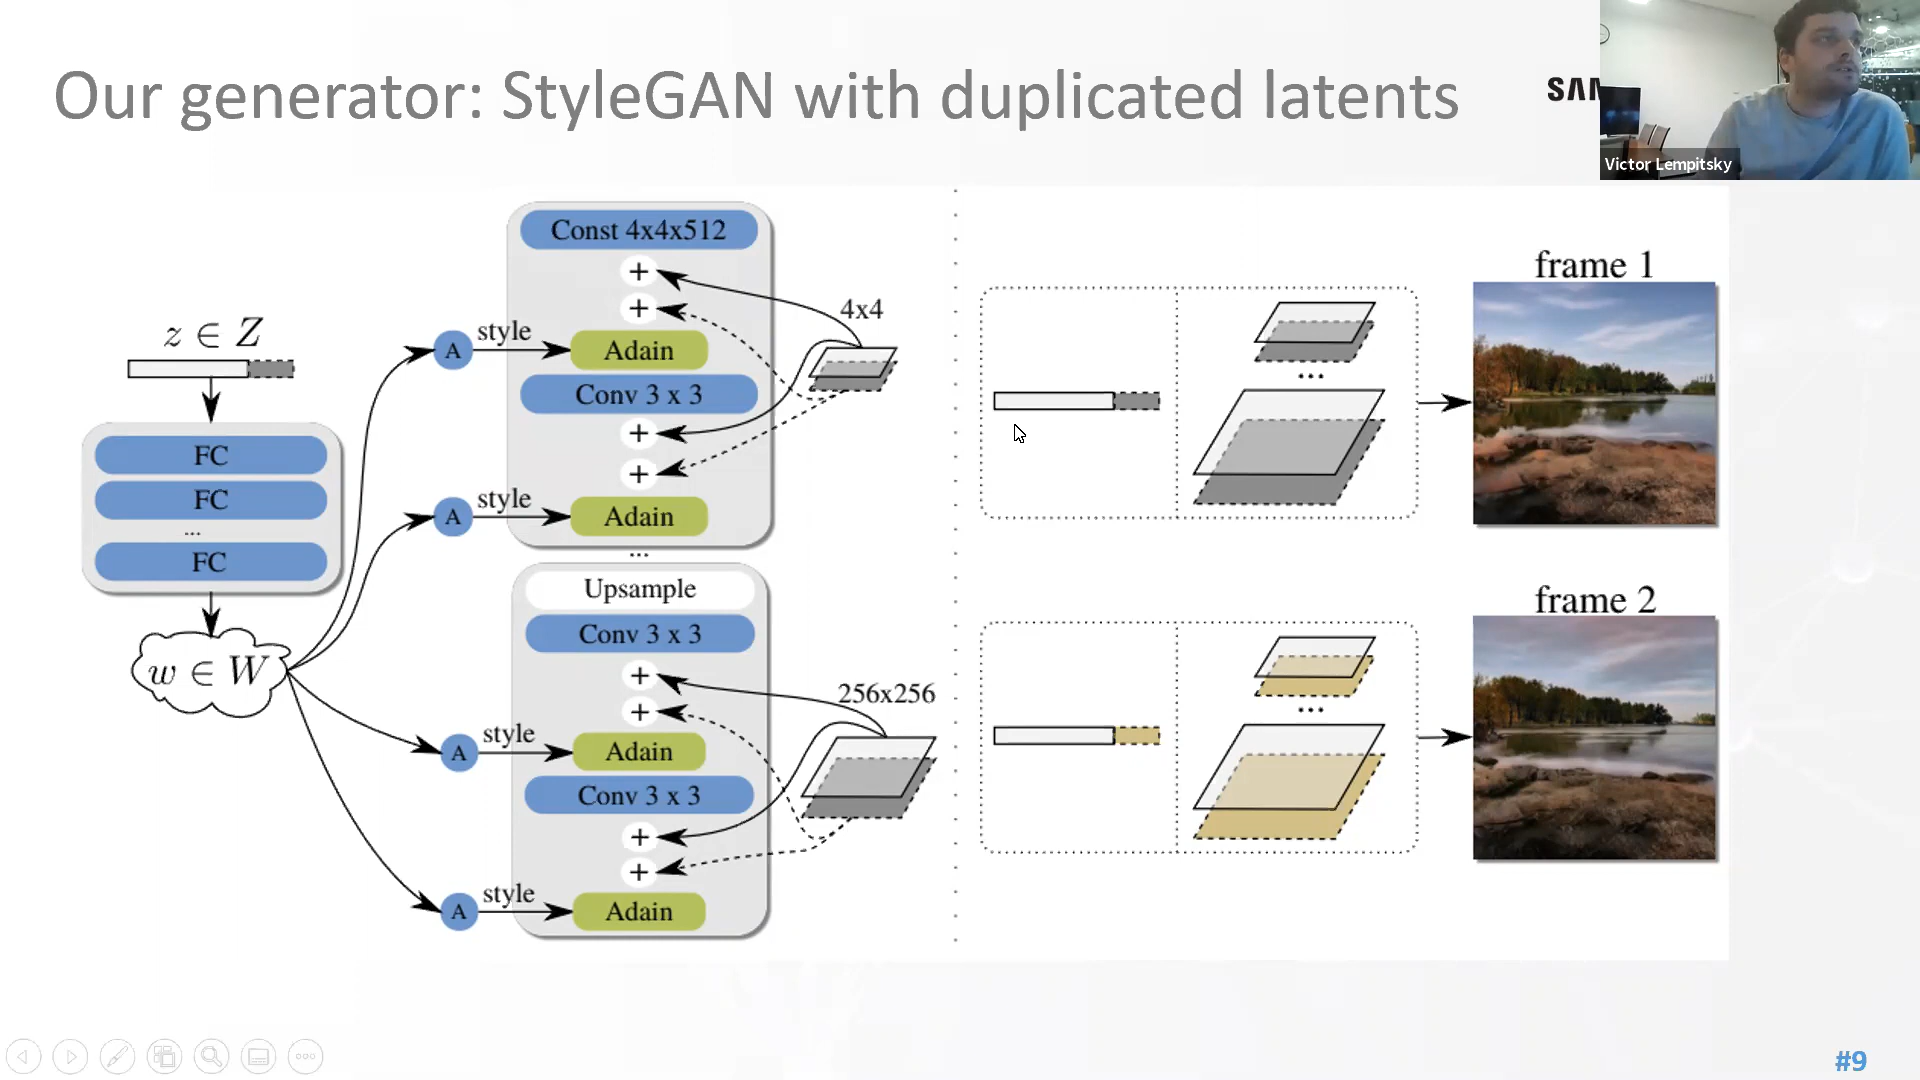 Our generator: StyleGAN with duplicated latents
SAM
Victor Lempitsky
z ∈ Z
FC
FC
...
FC
w ∈ W
A
style
A
style
A
style
A
style
Const 4x4x512
+
+
Adain
Conv 3 x 3
+
+
Adain
...
4x4
Upsample
Conv 3 x 3
+
+
Adain
Conv 3 x 3
+
+
Adain
256x256
...
frame 1
...
frame 2
#9